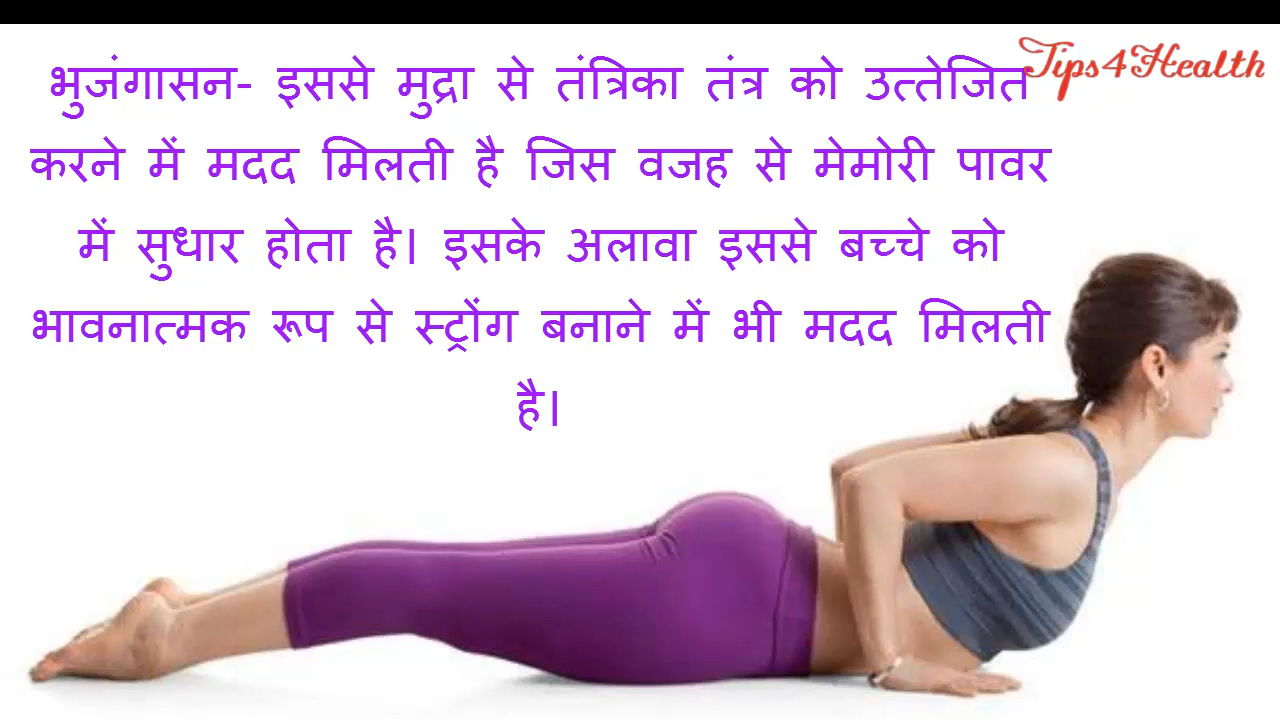 भुजंगासन- इससे मुद्रा से तंत्रिका तंत्र को उत्तेजित
Tips4Health
करने में मदद मिलती है जिस वजह से मेमोरी पावर
में सुधार होता है। इसके अलावा इससे बच्चे को
भावनात्मक रूप से स्ट्रोंग बनाने में भी मदद मिलती
है।